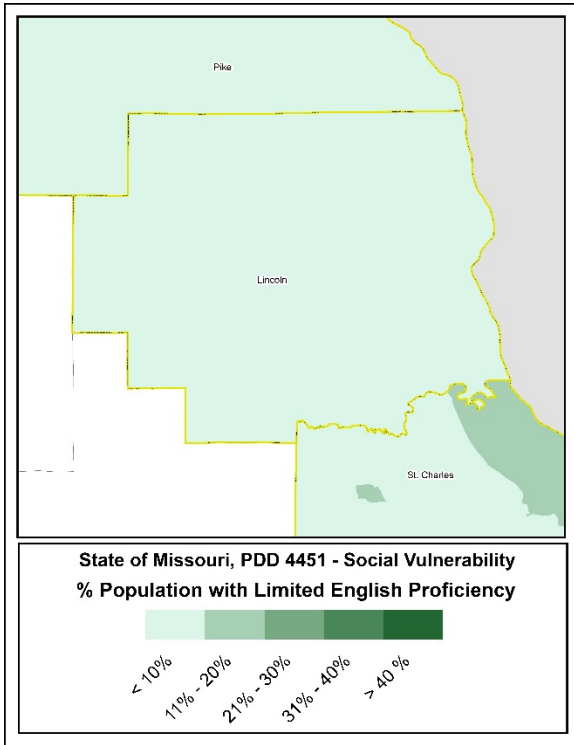 Pike
Lincoln
St. Charles
State of Missouri, PDD 4451 - Social Vulnerability
% Population with Limited English Proficiency
< 10%
11% - 20%
21% - 30%
31% - 40%
> 40 %